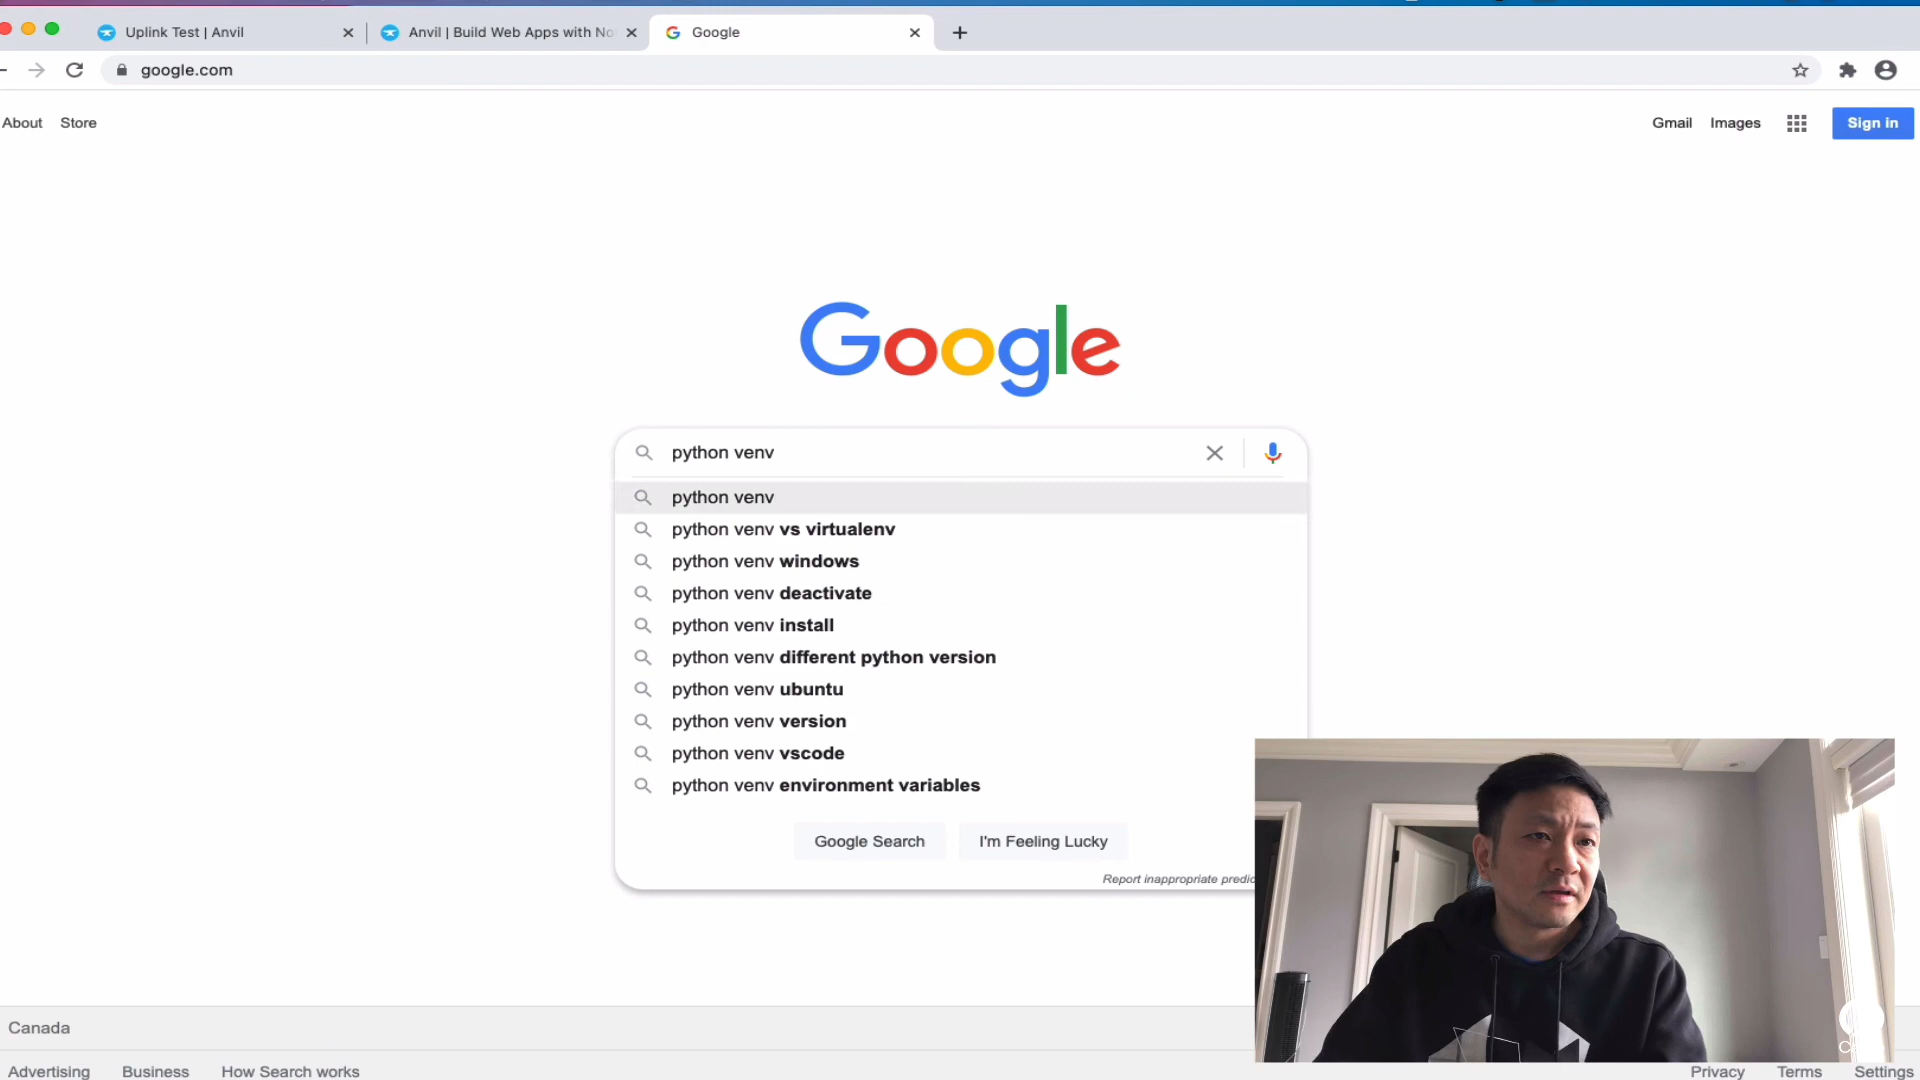 Uplink Test | Anvil
Anvil | Build Web Apps with No
Google
google.com
About
Store
Gmail
Images
Sign in
Google
python venv
python venv
python venv vs virtualenv
python venv windows
python venv deactivate
python venv install
python venv different python version
python venv ubuntu
python venv version
python venv vscode
python venv environment variables
Google Search
I'm Feeling Lucky
Report inappropriate predic
Canada
Advertising
Business
How Search works
Privacy
Terms
Settings